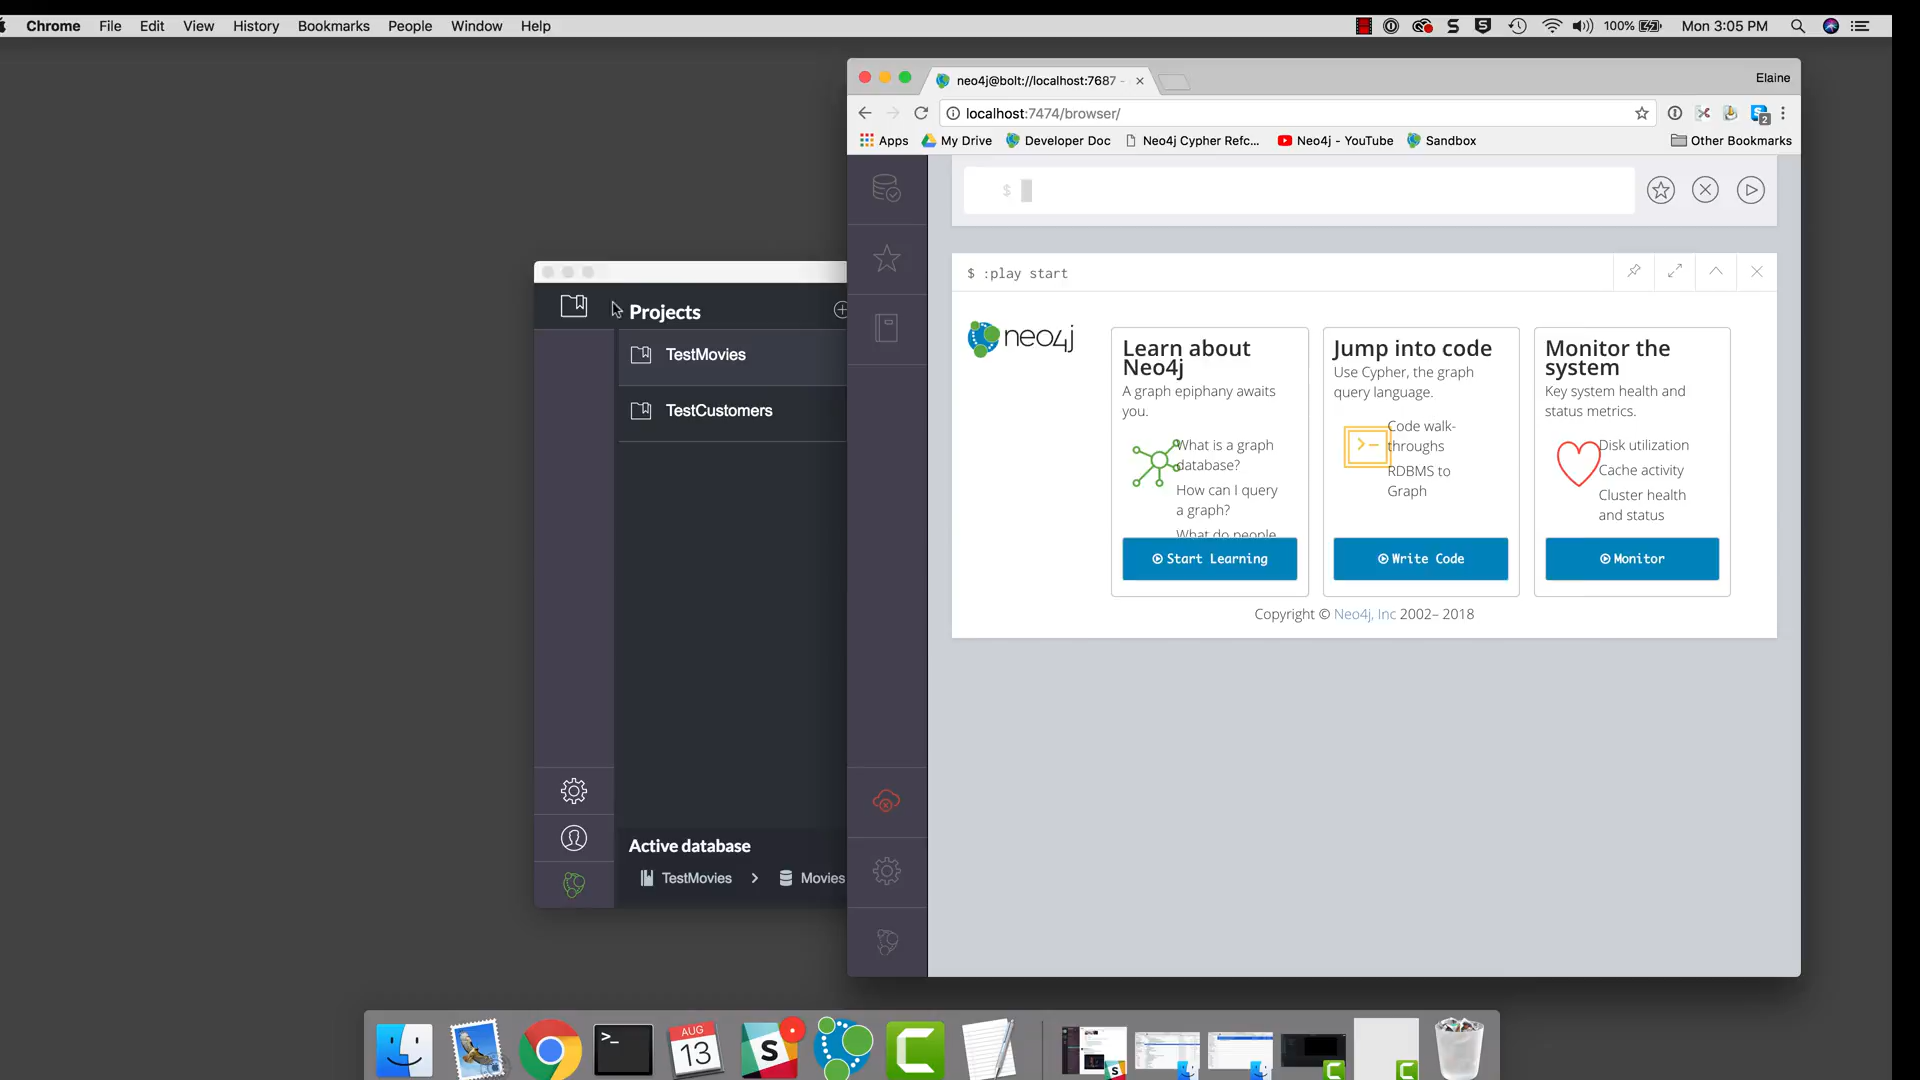 Chrome File Edit View History Bookmarks People Window Help
100% Mon 3:05 PM
neo4j@bolt://localhost:7687 -
Elaine
localhost:7474/browser/
2
Apps My Drive Developer Doc Neo4j Cypher Refc... Neo4j - YouTube Sandbox Other Bookmarks
$
$ :play start
Projects
TestMovies
TestCustomers
Active database
TestMovies > Movies
neo4j
Learn about
Neo4j
A graph epiphany awaits
you.
What is a graph
database?
How can I query
a graph?
What do people
Start Learning
Jump into code
Use Cypher, the graph
query language.
Code walk-
throughs
RDBMS to
Graph
Write Code
Monitor the
system
Key system health and
status metrics.
Disk utilization
Cache activity
Cluster health
and status
Monitor
Copyright © Neo4j, Inc 2002– 2018
AUG
13